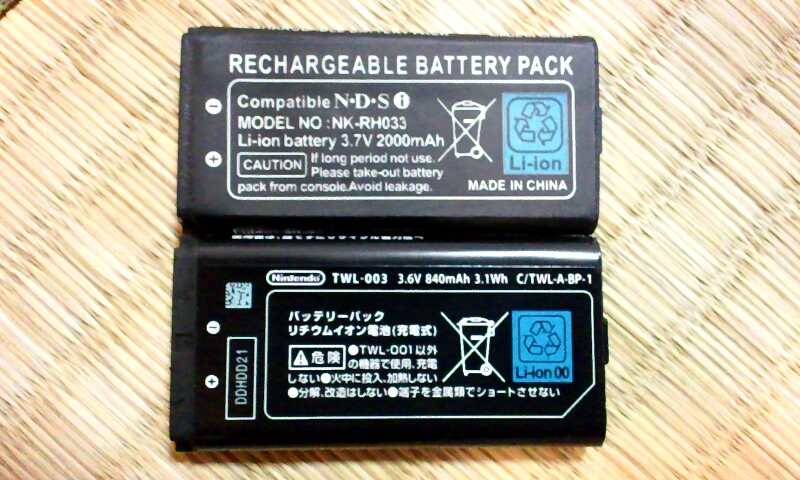 RECHARGEABLE BATTERY PACK
Compatible N·D·S i
MODEL NO :NK-RH033
Li-ion battery 3.7V 2000mAh
CAUTION If long period not use.
Please take-out battery
pack from console.Avoid leakage.
Li-ion
MADE IN CHINA
Nintendo TWL-003 3.6V 840mAh 3.1Wh C/TWL-A-BP-1
バッテリーパック
リチウムイオン電池(充電式)
危険 ●TWL-001以外
の機器で使用、充電
しない●火中に投入、加熱しない
●分解、改造はしない●端子を金属類でショートさせない
Li-ion 00
DDHDD21